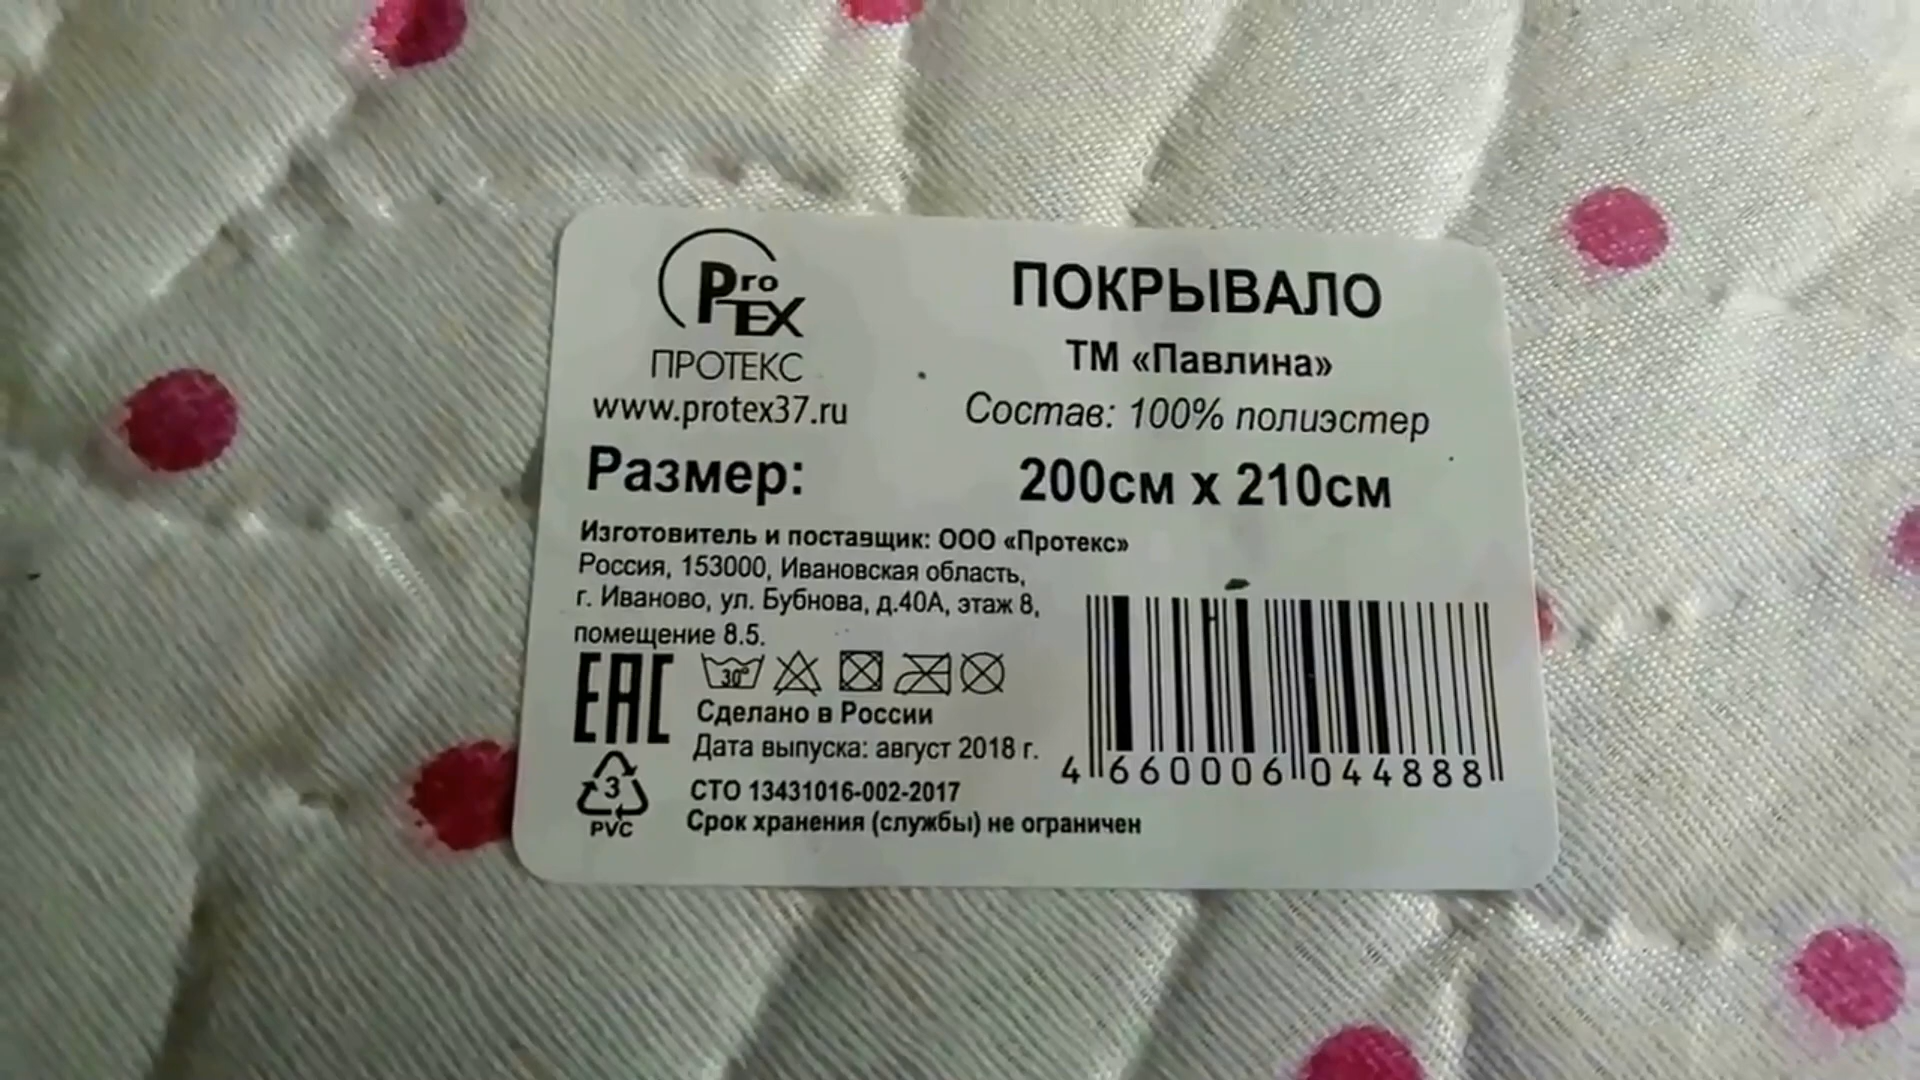 Pro
TEX
ПРОТЕКС
www.protex37.ru
ПОКРЫВАЛО
ТМ «Павлина»
Состав: 100% полиэстер
Размер: 200см х 210см
Изготовитель и поставщик: ООО «Протекс»
Россия, 153000, Ивановская область,
г. Иваново, ул. Бубнова, д.40А, этаж 8,
помещение 8.5.
EAC
30°
Сделано в России
Дата выпуска: август 2018 г.
3
PVC
СТО 13431016-002-2017
Срок хранения (службы) не ограничен
4 660006 044888